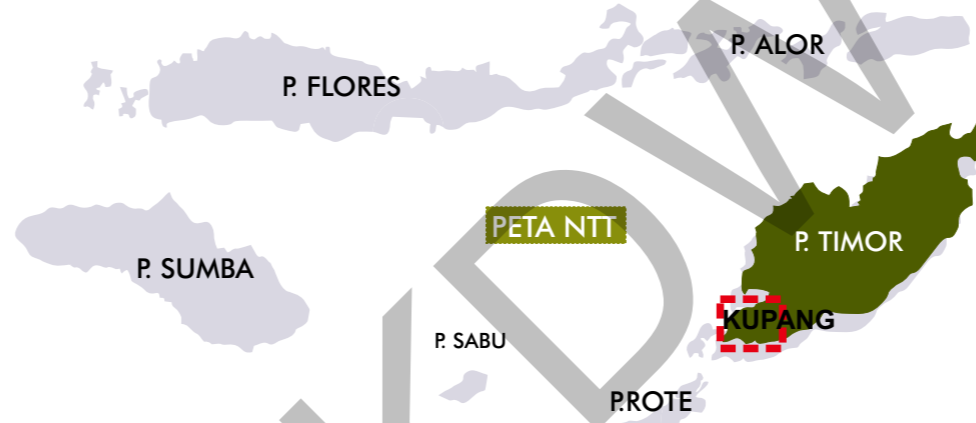 P. ALOR
P. FLORES
PETA NTT
P. TIMOR
P. SUMBA
KUPANG
P. SABU
P.ROTE